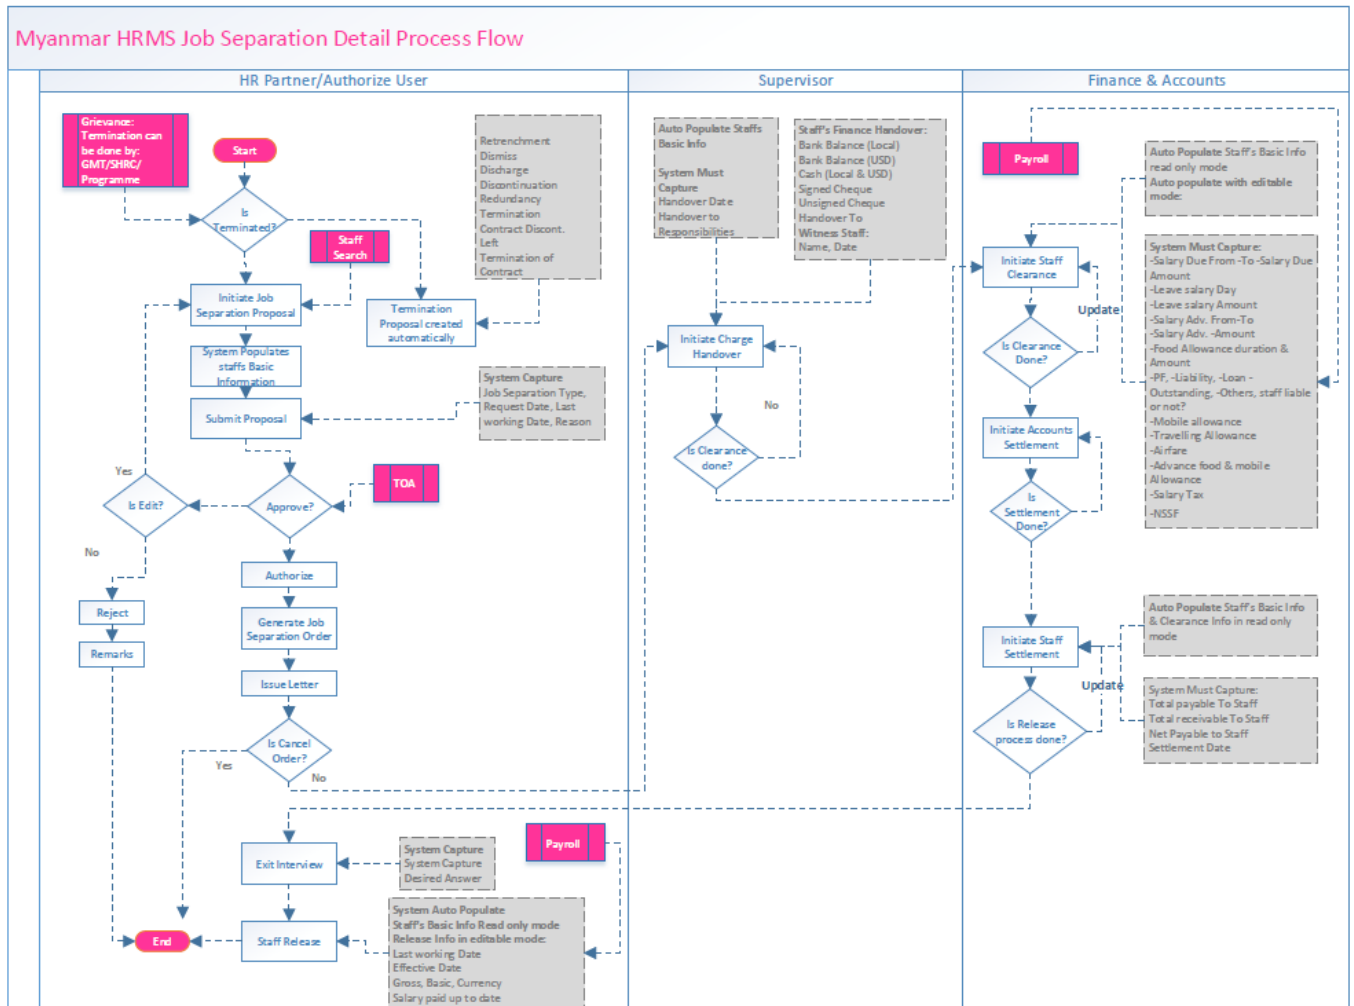 Myanmar HRMS Job Separation Detail Process Flow
HR Partner/Authorize User
Supervisor
Finance & Accounts
Grievance:
Termination can
be done by:
GMT/SHRC/
Programme
Start
Is
Terminated?
Staff
Search
Retrenchment
Dismiss
Discharge
Discontinuation
Redundancy
Termination
Contract Discont.
Left
Termination of
Contract
Initiate Job
Separation Proposal
Termination
Proposal created
automatically
System Populates
staffs Basic
Information
System Capture
Job Separation Type,
Request Date, Last
working Date, Reason
Submit Proposal
Yes
Is Edit?
Approve?
TOA
No
Authorize
Reject
Generate Job
Separation Order
Remarks
Issue Letter
Is Cancel
Order?
Yes
No
Exit Interview
System Capture
System Capture
Desired Answer
Payroll
System Auto Populate
Staff's Basic Info Read only mode
Release Info in editable mode:
Last working Date
Effective Date
Gross, Basic, Currency
Salary paid up to date
End
Staff Release
Auto Populate Staffs
Basic Info
System Must
Capture
Handover Date
Handover to
Responsibilities
Staff's Finance Handover:
Bank Balance (Local)
Bank Balance (USD)
Cash (Local & USD)
Signed Cheque
Unsigned Cheque
Handover To
Witness Staff:
Name, Date
Initiate Charge
Handover
No
Is Clearance
done?
Payroll
Auto Populate Staff's Basic Info
read only mode
Auto populate with editable
mode:
Initiate Staff
Clearance
Update
Is Clearance
Done?
System Must Capture:
-Salary Due From -To -Salary Due
Amount
-Leave salary Day
-Leave salary Amount
-Salary Adv. From-To
-Salary Adv. -Amount
-Food Allowance duration &
Amount
-PF, -Liability, -Loan -
Outstanding, -Others, staff liable
or not?
-Mobile allowance
-Travelling Allowance
-Airfare
-Advance food & mobile
Allowance
-Salary Tax
-NSSF
Initiate Accounts
Settlement
Is
Settlement
Done?
Initiate Staff
Settlement
Auto Populate Staff's Basic Info
& Clearance Info in read only
mode
Update
Is Release
process done?
System Must Capture:
Total payable To Staff
Total receivable To Staff
Net Payable to Staff
Settlement Date